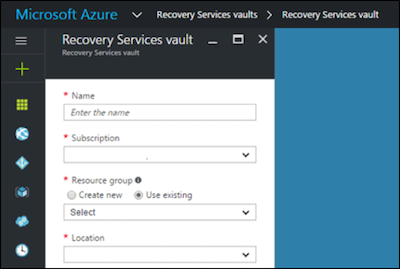 Microsoft Azure Recovery Services vaults Recovery Services vault
Recovery Services vault
Recovery Services vault
* Name
Enter the name
* Subscription
* Resource group
Create new Use existing
Select
* Location